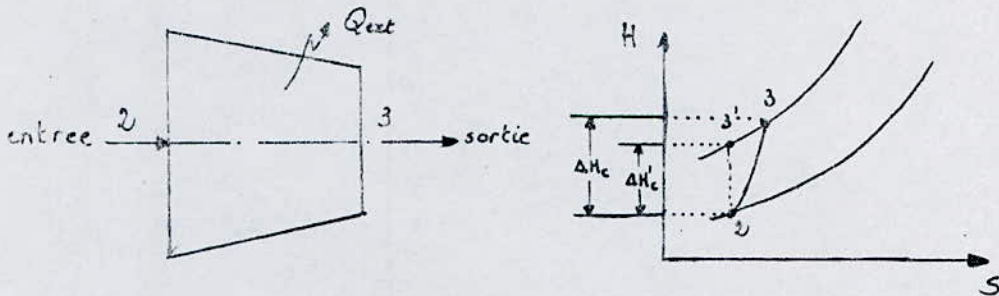 Qext
entree 2 3 sortie
H
3' 3
ΔHc ΔH'c
2
S